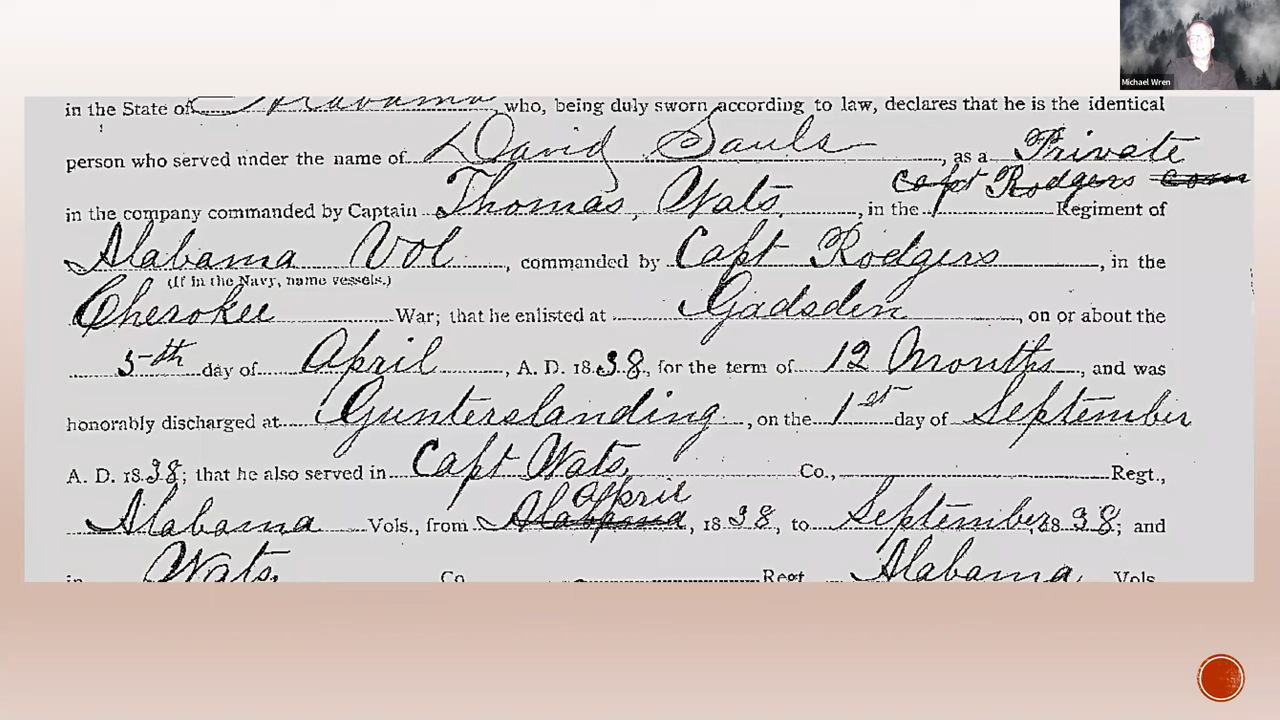 Michael Wren
in the State of Alabama who, being duly sworn according to law, declares that he is the identical
person who served under the name of David Sauls, as a Private
Capt Rodgers
in the company commanded by Captain Thomas, Wats, in the Regiment of
Alabama Vol, commanded by Capt Rodgers, in the
(If in the Navy, name vessels.)
Cherokee War; that he enlisted at Gadsden, on or about the
5th day of April, A. D. 1838, for the term of 12 Months, and was
honorably discharged at Gunterslanding, on the 1st day of September
A. D. 1838; that he also served in Capt Wats, Co., Regt.,
april
Alabama Vols., from Alabama, 1838, to September, 1838; and
in Wats, Co Regt Alabama Vols